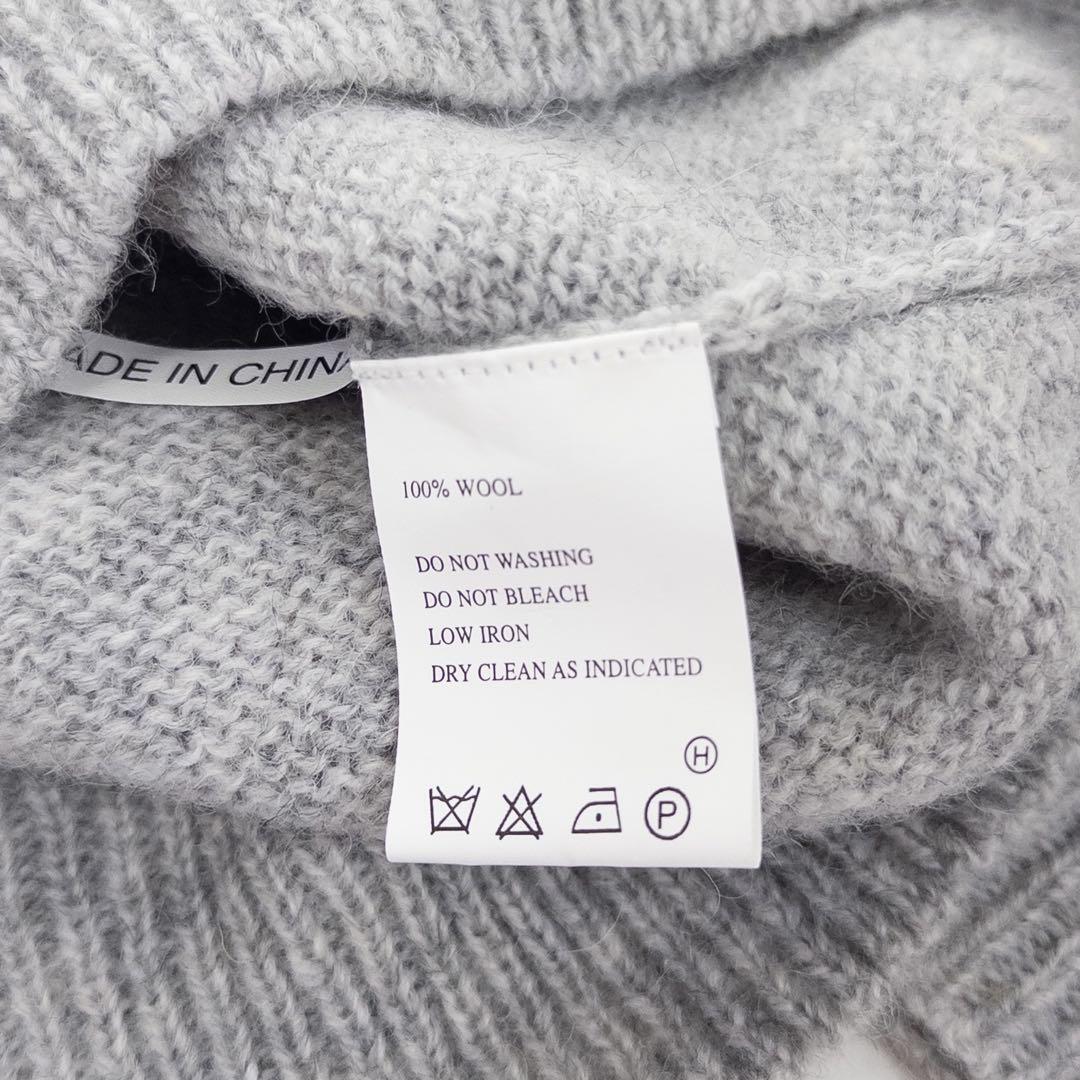 ADE IN CHINA
100% WOOL
DO NOT WASHING
DO NOT BLEACH
LOW IRON
DRY CLEAN AS INDICATED
H
P